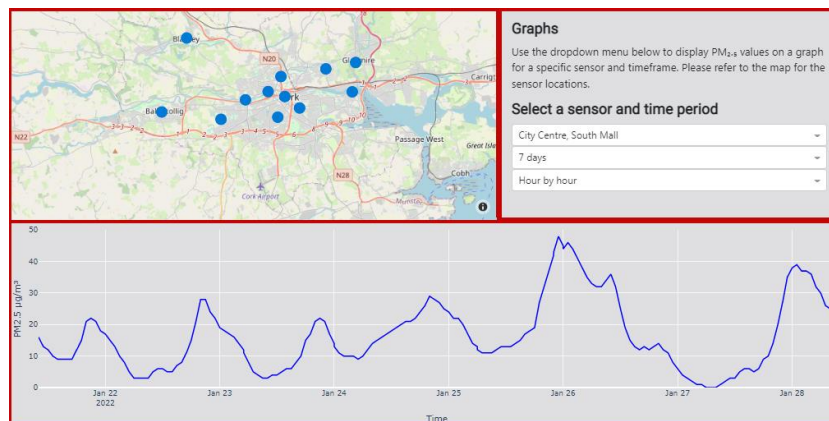 Blarney
Glanmire
N20
Carrigt
Cork
Ballincollig
N22
Passage West
Great Isla
N28
Cobh
Cork Airport
Graphs
Use the dropdown menu below to display PM₂.₅ values on a graph
for a specific sensor and timeframe. Please refer to the map for the
sensor locations.
Select a sensor and time period
City Centre, South Mall
7 days
Hour by hour
50
40
30
20
10
0
PM2.5 µg/m³
Jan 22
2022
Jan 23
Jan 24
Jan 25
Jan 26
Jan 27
Jan 28
Time